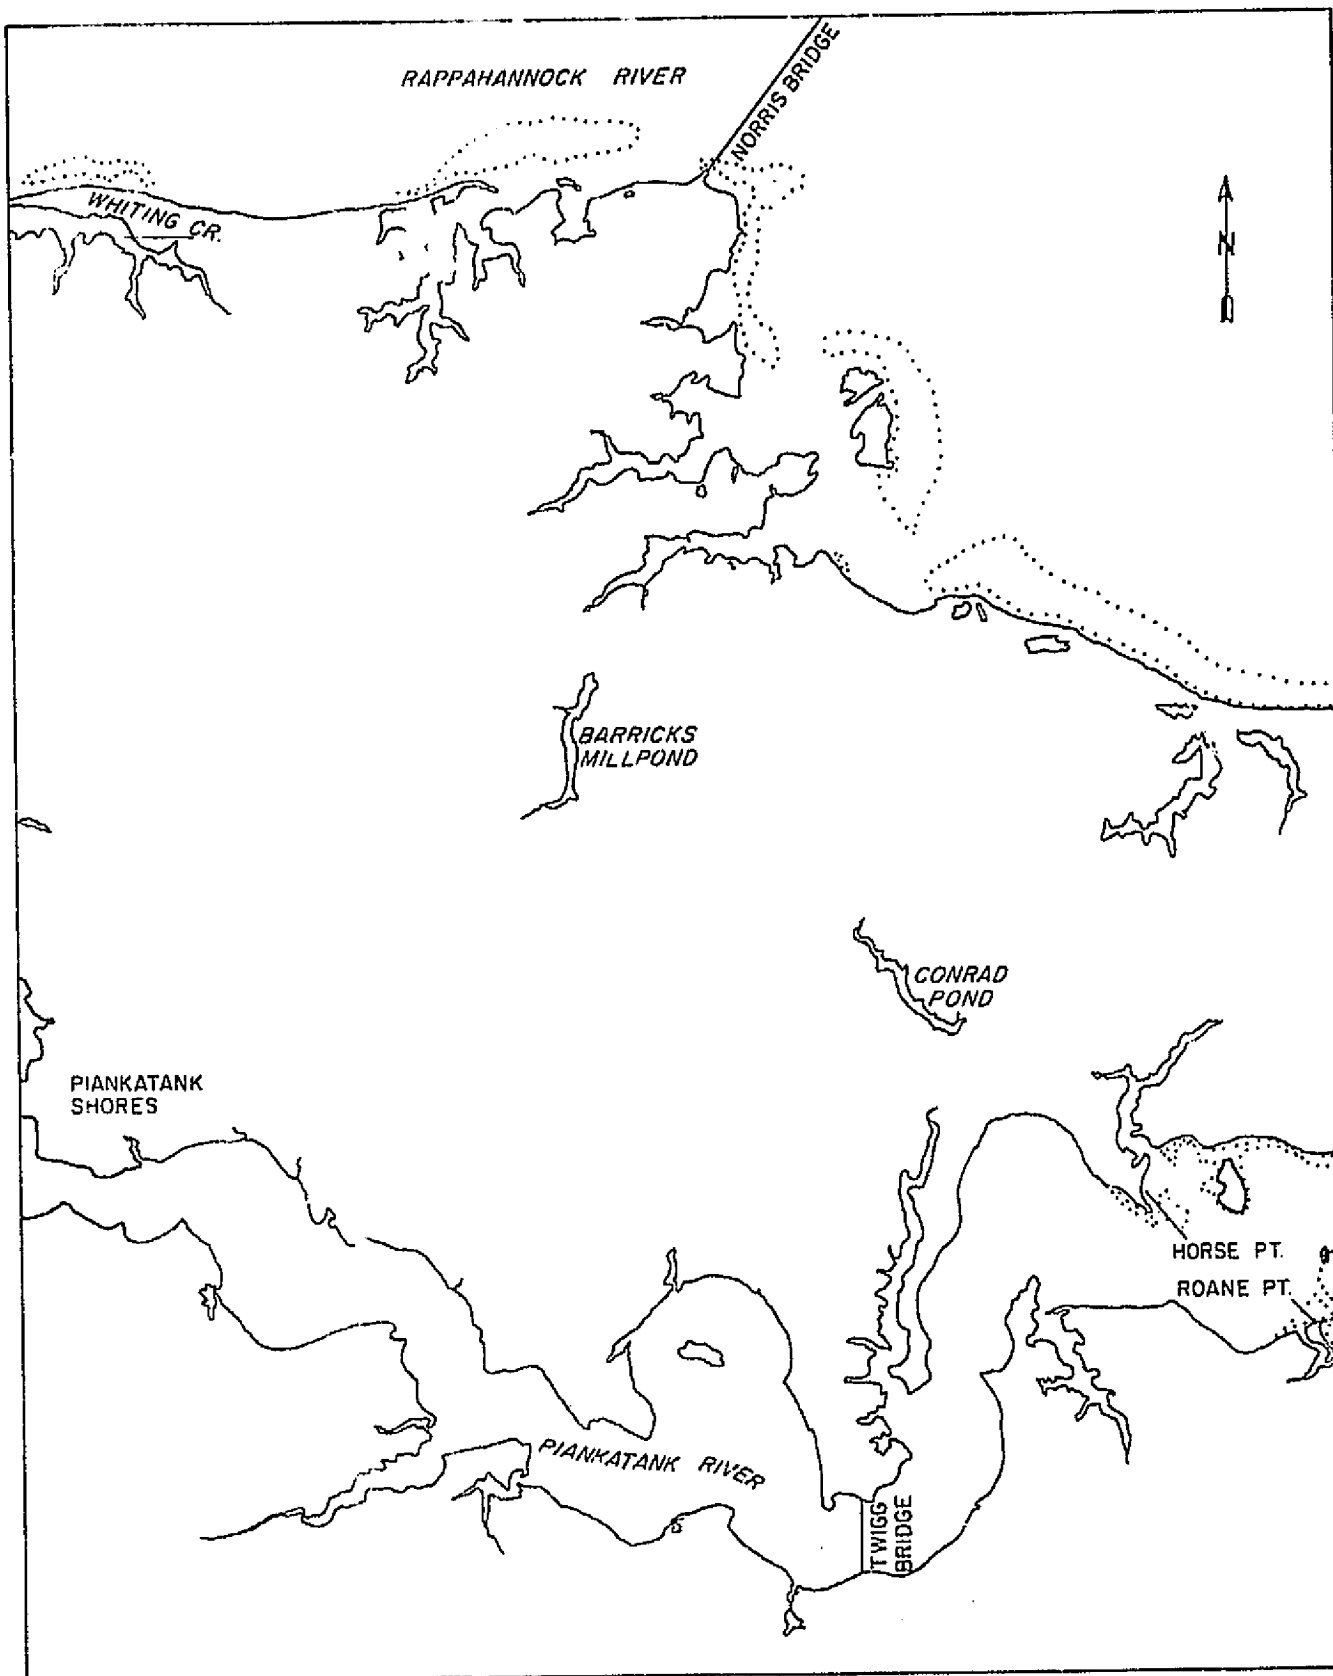 RAPPAHANNOCK RIVER
NORRIS BRIDGE
WHITING CR.
N
BARRICKS
MILLPOND
CONRAD
POND
PIANKATANK
SHORES
HORSE PT.
ROANE PT.
PIANKATANK RIVER
TWIGG
BRIDGE